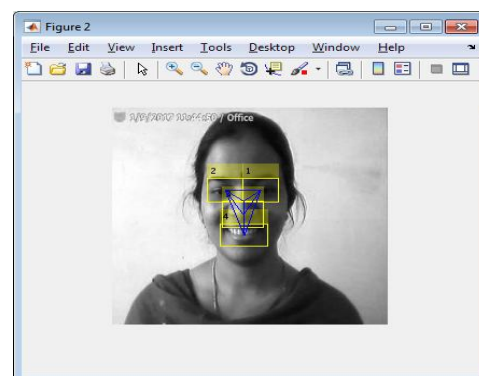 Figure 2
File Edit View Insert Tools Desktop Window Help
Office
2 1
4